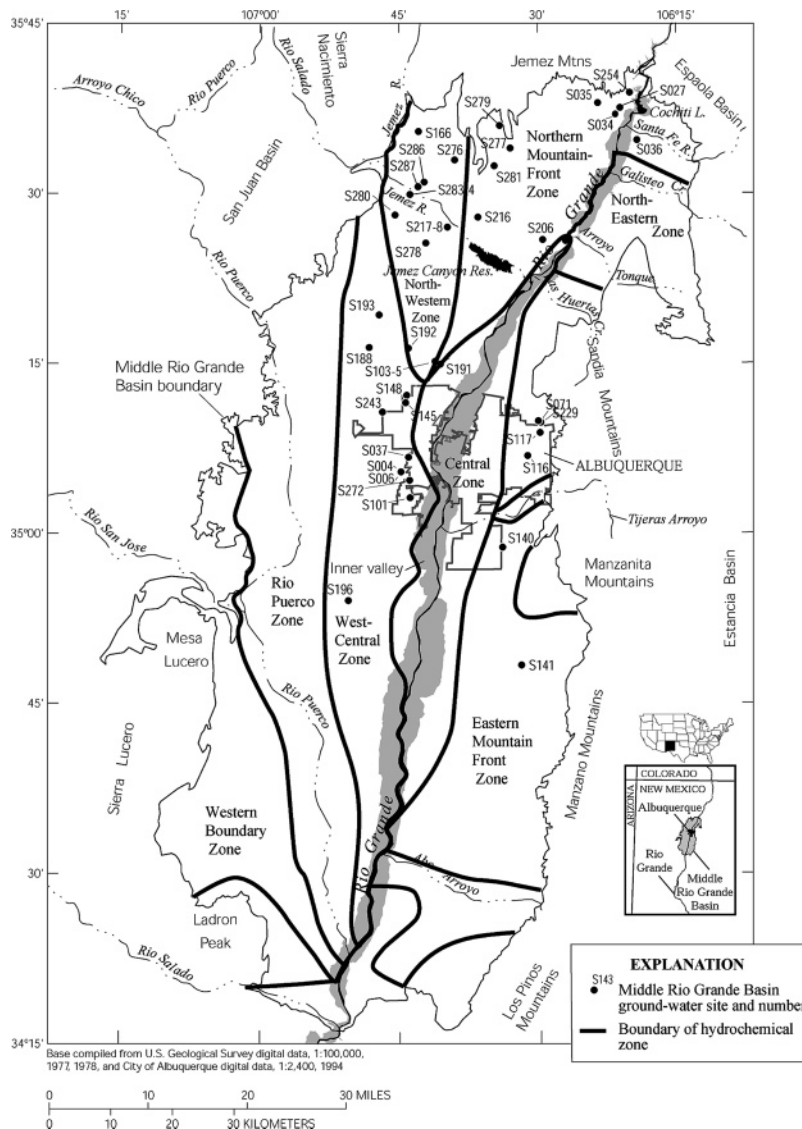 15'
107°00'
45'
30'
106°15'
35°45'
30'
15'
35°00'
45'
30'
34°15'
Rio Salado
Sierra
Nacimiento
Jemez R.
Jemez Mtns
S254
S027
Espaola Basin
Arroyo Chico
Rio Puerco
S035
Cochiti L.
S279
S034
Santa Fe R.
S036
S166
S276
S277
Northern
Mountain-
Front
Zone
San Juan Basin
S286
S287
S283-4
S281
Galisteo Cr.
S280
Jemez R.
North-
Eastern
Zone
S216
S206
S217-8
S278
Arroyo
Tonque
Rio Puerco
Jemez Canyon Res.
North-
Western
Zone
Las Huertas Cr.
Rio Grande
S193
S192
S188
S103-5
S191
Sandia Mountains
Middle Rio Grande
Basin boundary
S148
S243
S145
S071
S229
S117
S037
S004
S006
S116
ALBUQUERQUE
Central
Zone
S272
S101
Rio San Jose
Tijeras Arroyo
S140
Inner valley
Manzanita
Mountains
Estancia Basin
Rio
Puerco
Zone
S196
West-
Central
Zone
Mesa
Lucero
S141
Rio Puerco
Sierra Lucero
Eastern
Mountain
Front
Zone
Manzano Mountains
Western
Boundary
Zone
Rio Grande
Abo Arroyo
Ladron
Peak
Rio Salado
Los Pinos
Mountains
COLORADO
NEW MEXICO
ARIZONA
Albuquerque
Rio
Grande
Middle
Rio Grande
Basin
EXPLANATION
S143
Middle Rio Grande Basin
ground-water site and number
Boundary of hydrochemical
zone
Base compiled from U.S. Geological Survey digital data, 1:100,000,
1977, 1978, and City of Albuquerque digital data, 1:2,400, 1994
0 10 20 30 MILES
0 10 20 30 KILOMETERS